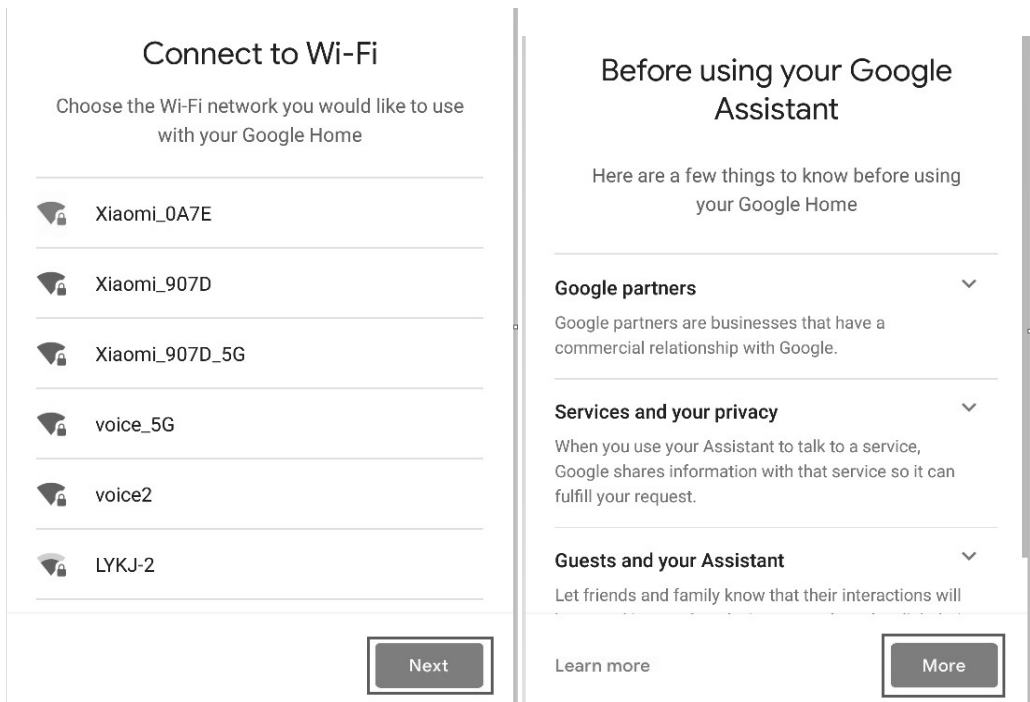 Connect to Wi-Fi
Choose the Wi-Fi network you would like to use
with your Google Home
Xiaomi_0A7E
Xiaomi_907D
Xiaomi_907D_5G
voice_5G
voice2
LYKJ-2
Next
Before using your Google
Assistant
Here are a few things to know before using
your Google Home
Google partners
Google partners are businesses that have a
commercial relationship with Google.
Services and your privacy
When you use your Assistant to talk to a service,
Google shares information with that service so it can
fulfill your request.
Guests and your Assistant
Let friends and family know that their interactions will
Learn more
More